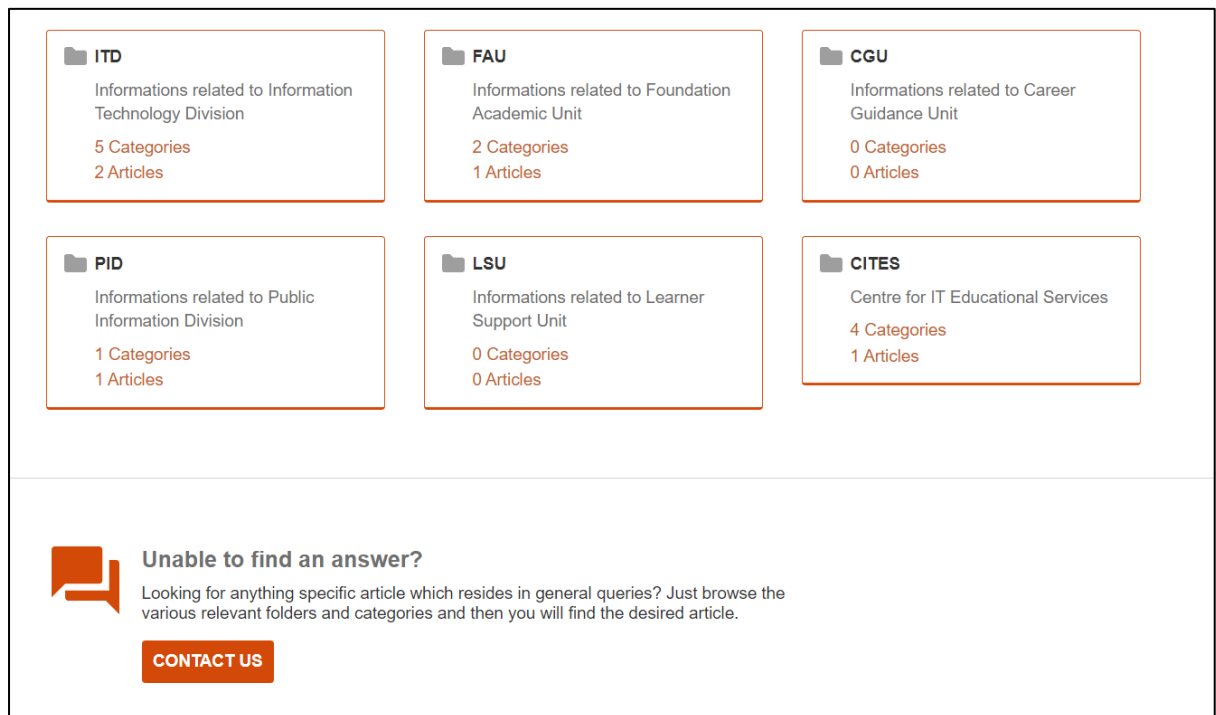 ITD
Informations related to Information
Technology Division
5 Categories
2 Articles
FAU
Informations related to Foundation
Academic Unit
2 Categories
1 Articles
CGU
Informations related to Career
Guidance Unit
0 Categories
0 Articles
PID
Informations related to Public
Information Division
1 Categories
1 Articles
LSU
Informations related to Learner
Support Unit
0 Categories
0 Articles
CITES
Centre for IT Educational Services
4 Categories
1 Articles
Unable to find an answer?
Looking for anything specific article which resides in general queries? Just browse the
various relevant folders and categories and then you will find the desired article.
CONTACT US